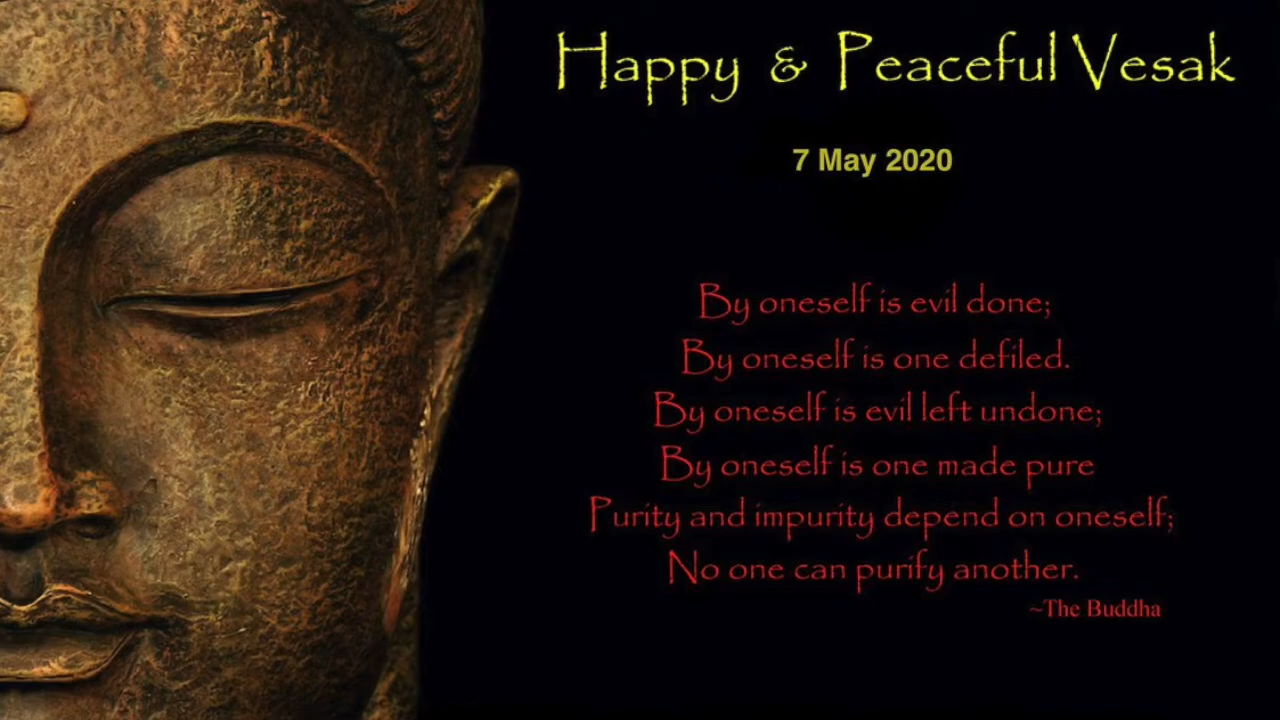 Happy & Peaceful Vesak
7 May 2020
By oneself is evil done;
By oneself is one defiled.
By oneself is evil left undone;
By oneself is one made pure
Purity and impurity depend on oneself;
No one can purify another.
~The Buddha